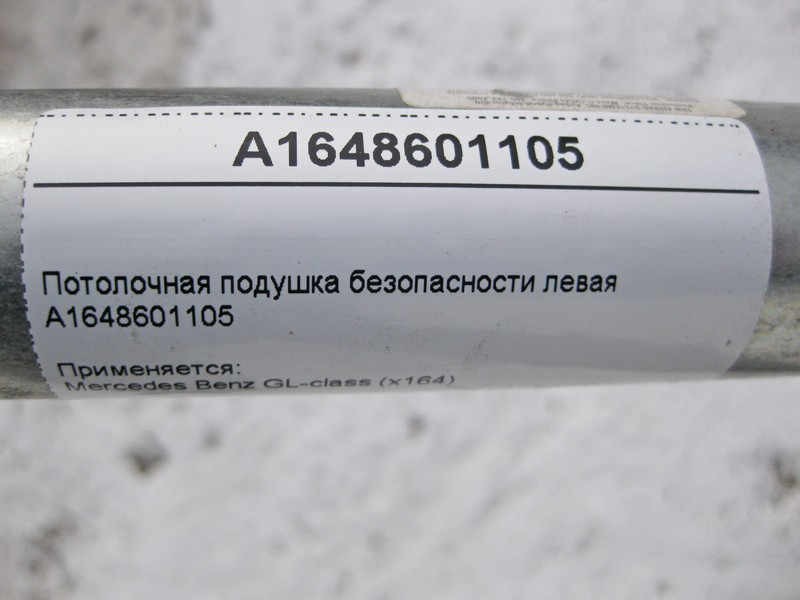 A1648601105
Потолочная подушка безопасности левая
A1648601105
Применяется:
Mercedes Benz GL-class (x164)